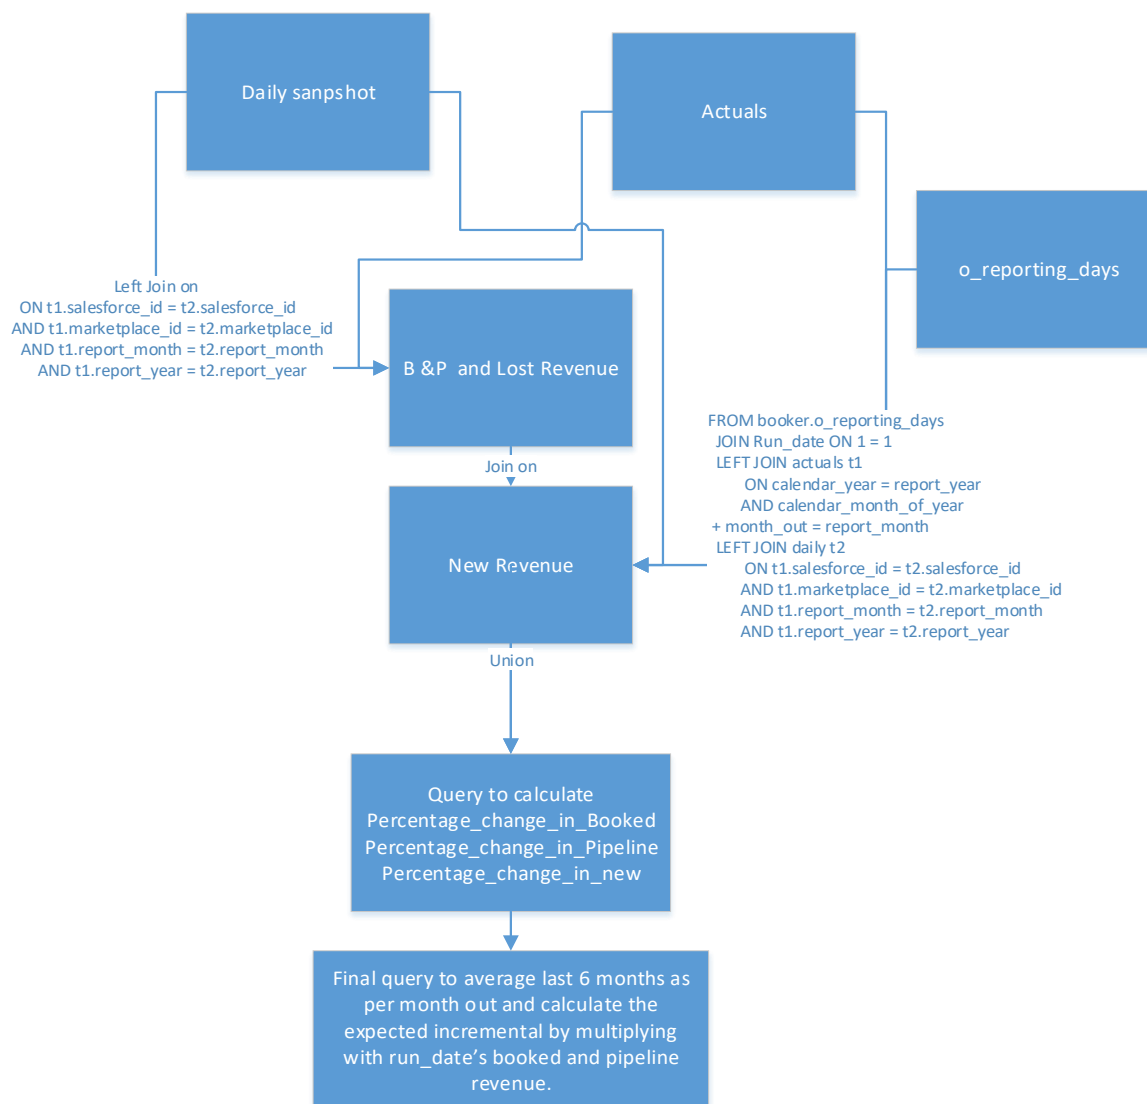 Daily sanpshot
Actuals
o_reporting_days
Left Join on
ON t1.salesforce_id = t2.salesforce_id
AND t1.marketplace_id = t2.marketplace_id
AND t1.report_month = t2.report_month
AND t1.report_year = t2.report_year
B &P  and Lost Revenue
FROM booker.o_reporting_days
JOIN Run_date ON 1 = 1
LEFT JOIN actuals t1
ON calendar_year = report_year
AND calendar_month_of_year
+ month_out = report_month
LEFT JOIN daily t2
ON t1.salesforce_id = t2.salesforce_id
AND t1.marketplace_id = t2.marketplace_id
AND t1.report_month = t2.report_month
AND t1.report_year = t2.report_year
Join on
New Revenue
Union
Query to calculate
Percentage_change_in_Booked
Percentage_change_in_Pipeline
Percentage_change_in_new
Final query to average last 6 months as
per month out and calculate the
expected incremental by multiplying
with run_date’s booked and pipeline
revenue.